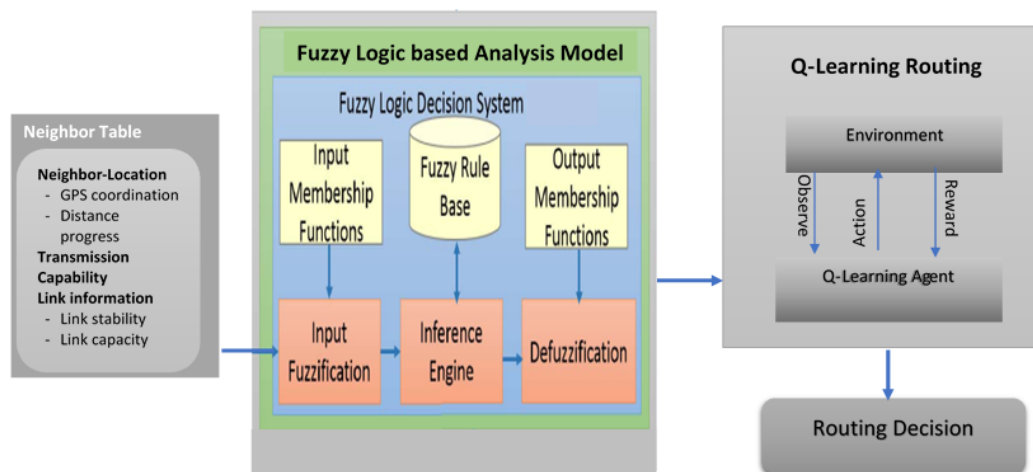 Neighbor Table
Neighbor-Location
- GPS coordination
- Distance
progress
Transmission
Capability
Link information
- Link stability
- Link capacity
Fuzzy Logic based Analysis Model
Fuzzy Logic Decision System
Input
Membership
Functions
Fuzzy Rule
Base
Output
Membership
Functions
Input
Fuzzification
Inference
Engine
Defuzzification
Q-Learning Routing
Environment
Observe
Action
Reward
Q-Learning Agent
Routing Decision